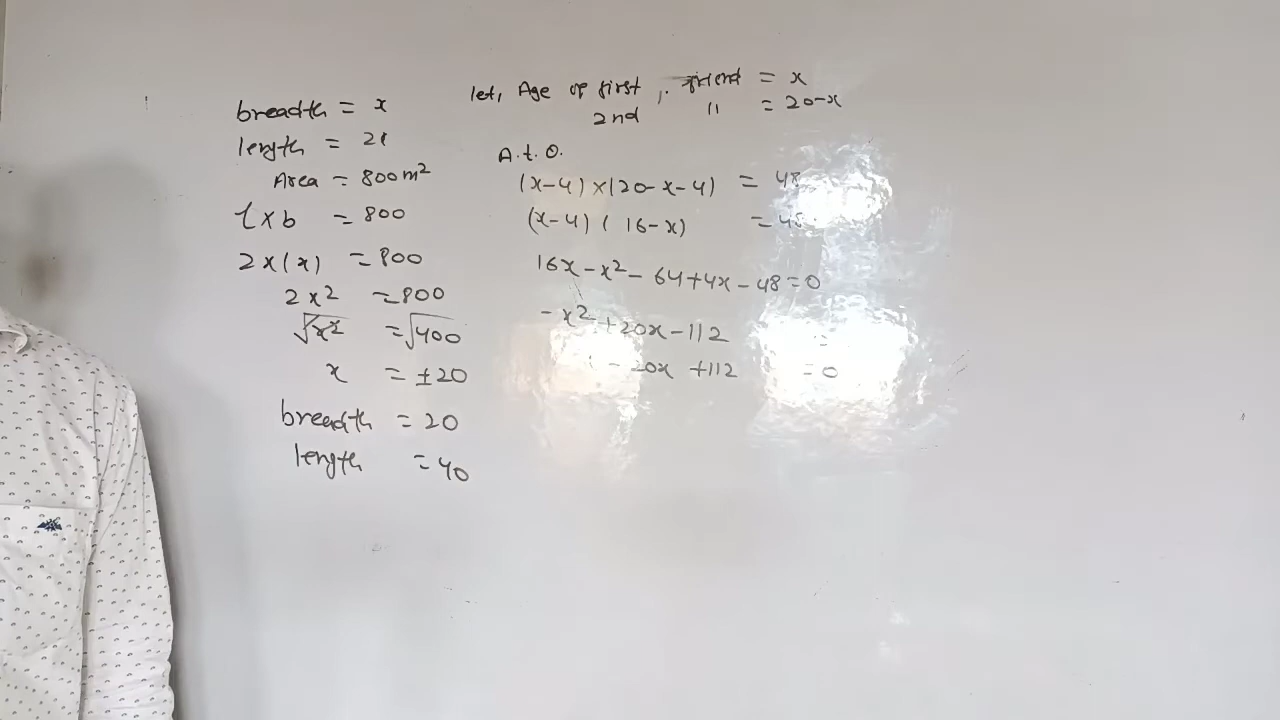 breadth = x
length = 2x
Area = 800m²
l x b = 800
2x(x) = 800
2x² = 800
√x² = √400
x = ±20
breadth = 20
length = 40
let, Age of first friend = x
2nd " = 20-x
A.t.Q.
(x-4)x(20-x-4) = 48
(x-4)(16-x) = 48
16x-x²-64+4x-48=0
-x²+20x-112 =
-20x +112 = 0